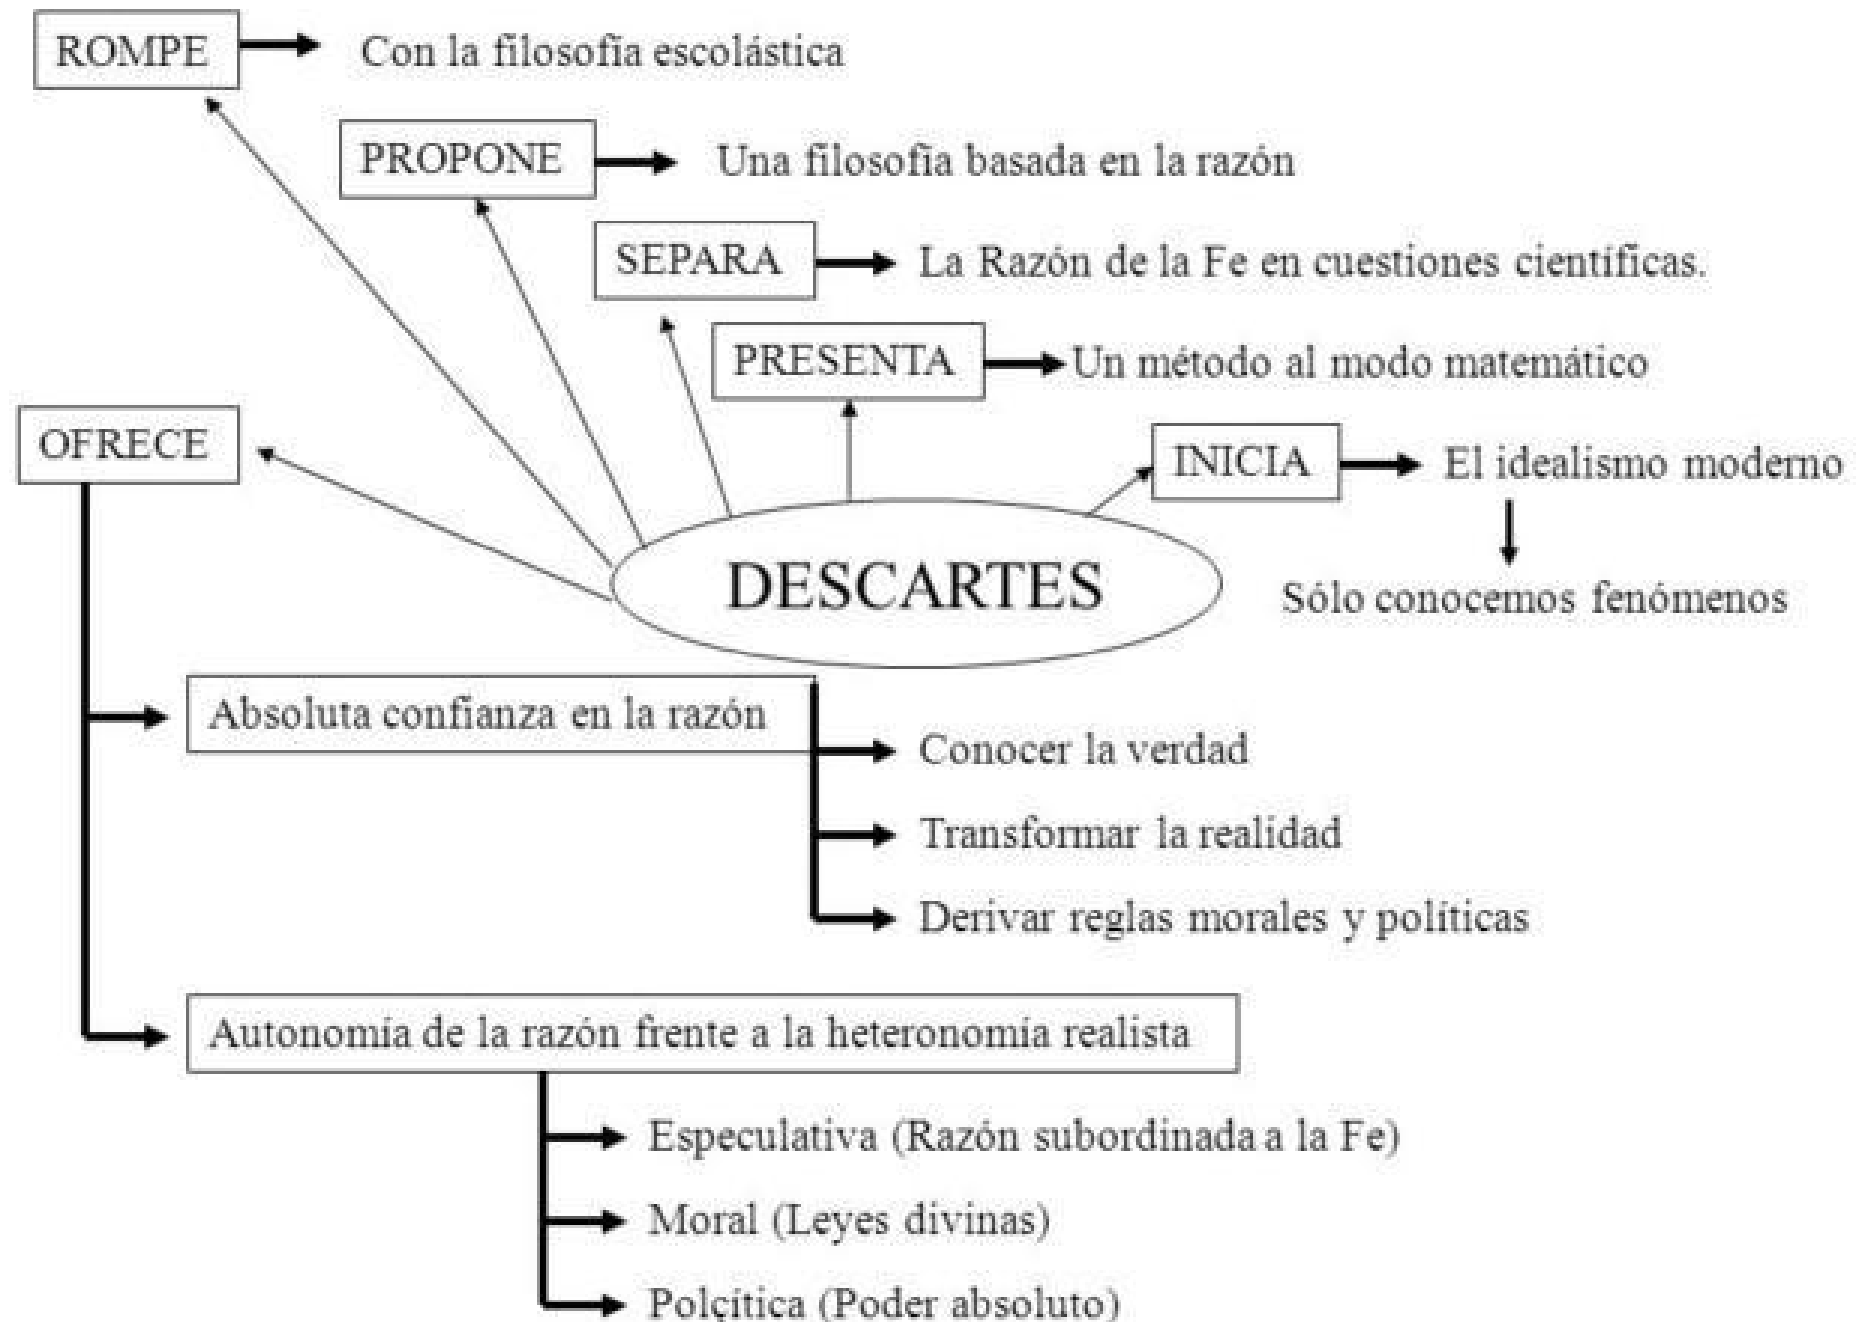 ROMPE
Con la filosofía escolástica
PROPONE
Una filosofía basada en la razón
SEPARA
La Razón de la Fe en cuestiones científicas.
PRESENTA
Un método al modo matemático
OFRECE
INICIA
El idealismo moderno
DESCARTES
Sólo conocemos fenómenos
Absoluta confianza en la razón
Conocer la verdad
Transformar la realidad
Derivar reglas morales y políticas
Autonomía de la razón frente a la heteronomía realista
Especulativa (Razón subordinada a la Fe)
Moral (Leyes divinas)
Polçítica (Poder absoluto)